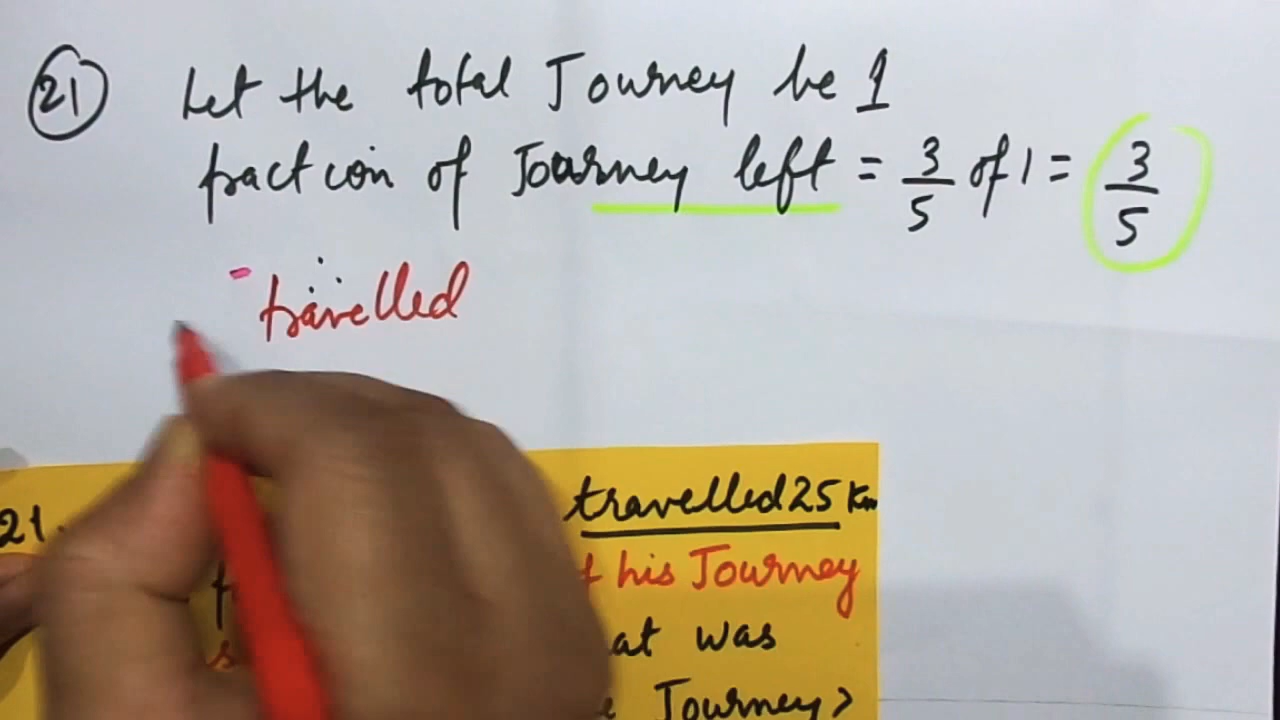 21 Let the total Journey be 1
fraction of Journey left = 3/5 of 1 = 3/5
travelled
21. travelled 25 Km
his Journey
was
Journey?